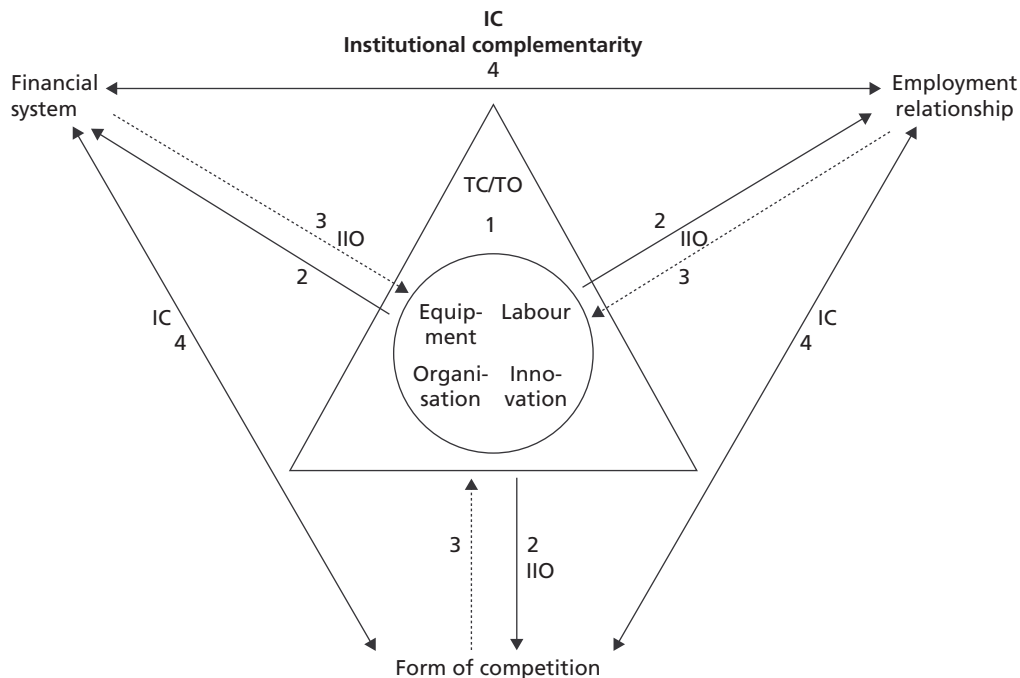 IC
Institutional complementarity
4
Financial
system
Employment
relationship
TC/TO
1
3
IIO
2
2
IIO
3
Equip-
ment
Labour
Organi-
sation
Inno-
vation
IC
4
IC
4
3
2
IIO
Form of competition